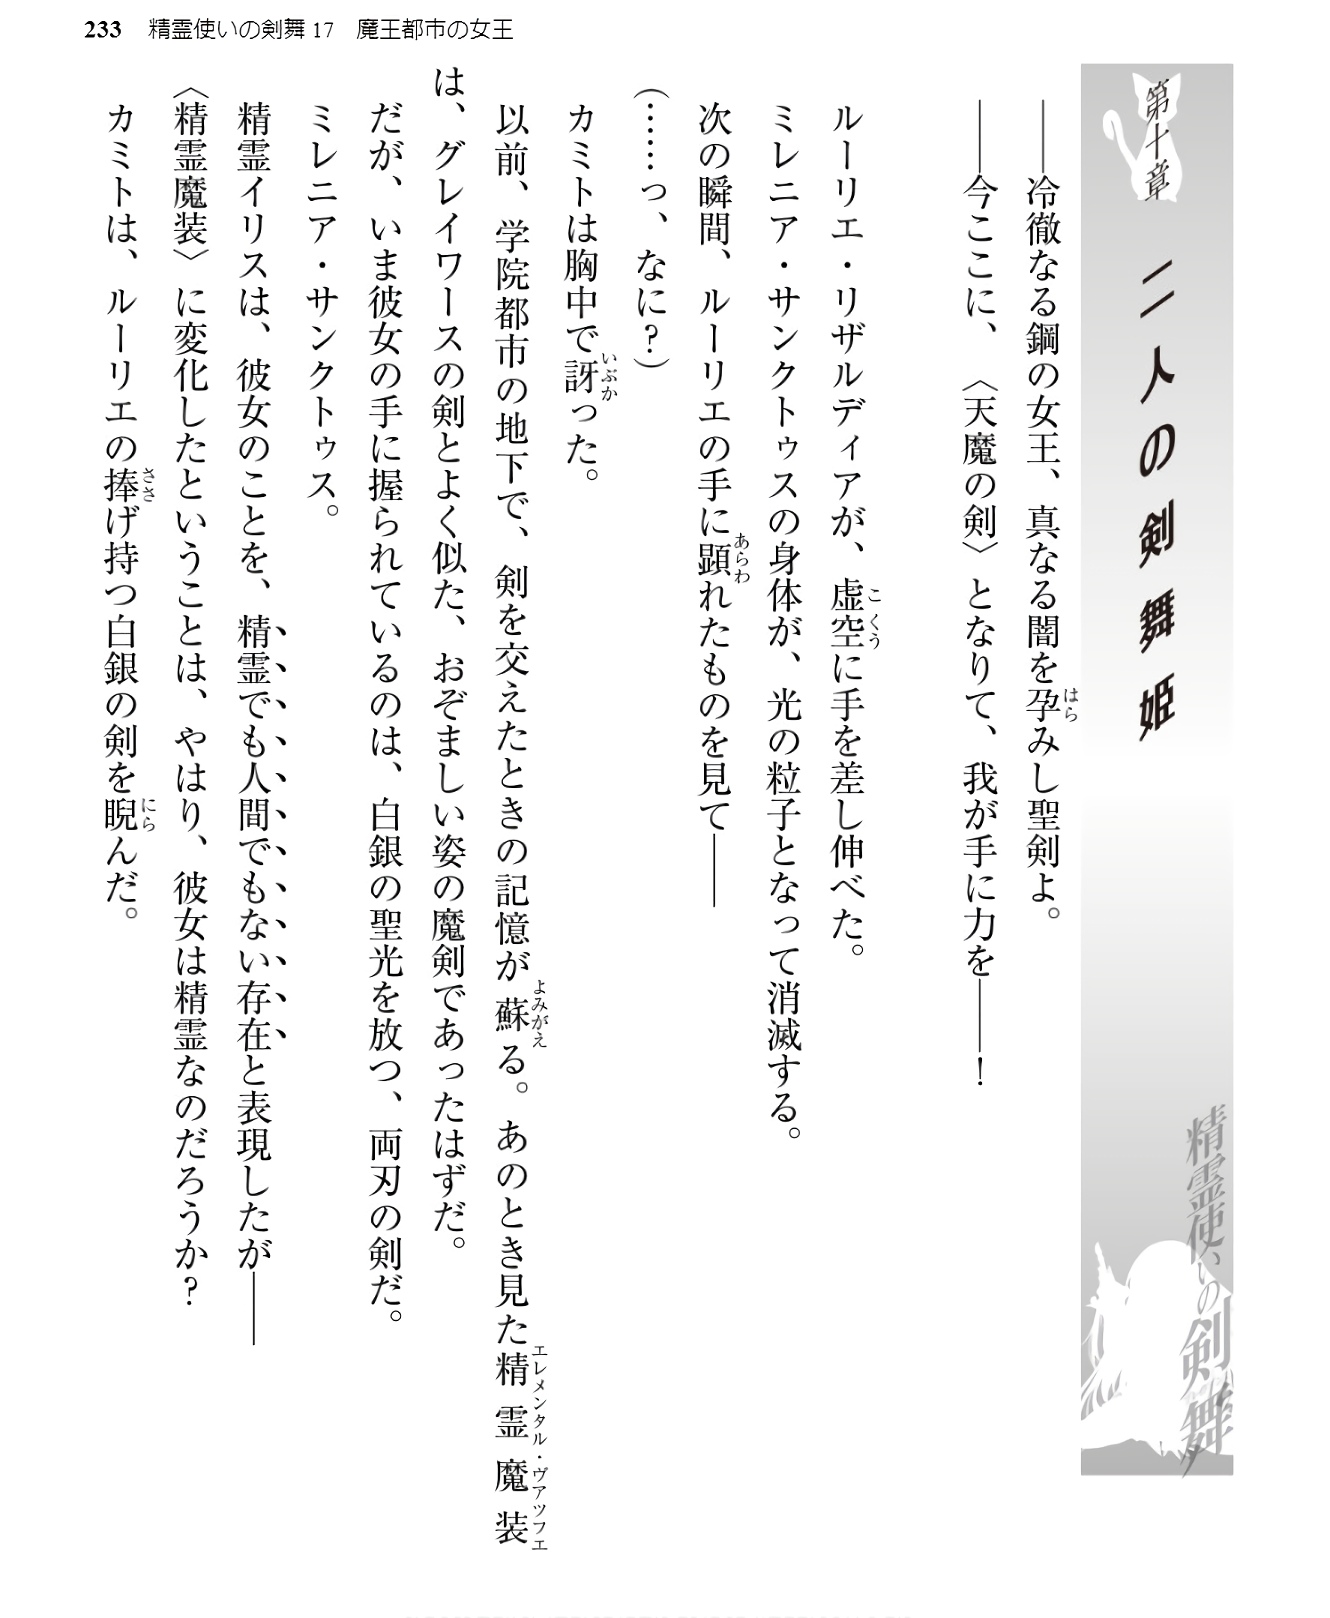 233 精霊使いの剣舞17 魔王都市の女王
第十章 二人の剣舞姫
精霊使いの剣舞
――冷徹なる鋼の女王、真なる闇を孕みし聖剣よ。
はら
――今ここに、〈天魔の剣〉となりて、我が手に力を――！
ルーリエ・リザルディアが、虚空に手を差し伸べた。
こくう
ミレニア・サンクトゥスの身体が、光の粒子となって消滅する。
次の瞬間、ルーリエの手に顕れたものを見て――
あらわ
（……っ、なに？）
カミトは胸中で訝った。
いぶか
以前、学院都市の地下で、剣を交えたときの記憶が蘇る。あのとき見た精霊魔装
よみがえ
エレメンタル・ヴァッフェ
は、グレイワースの剣とよく似た、おぞましい姿の魔剣であったはずだ。
だが、いま彼女の手に握られているのは、白銀の聖光を放つ、両刃の剣だ。
ミレニア・サンクトゥス。
精霊イリスは、彼女のことを、精霊でも人間でもない存在と表現したが――
〈精霊魔装〉に変化したということは、やはり、彼女は精霊なのだろうか？
カミトは、ルーリエの捧げ持つ白銀の剣を睨んだ。
ささ
にら